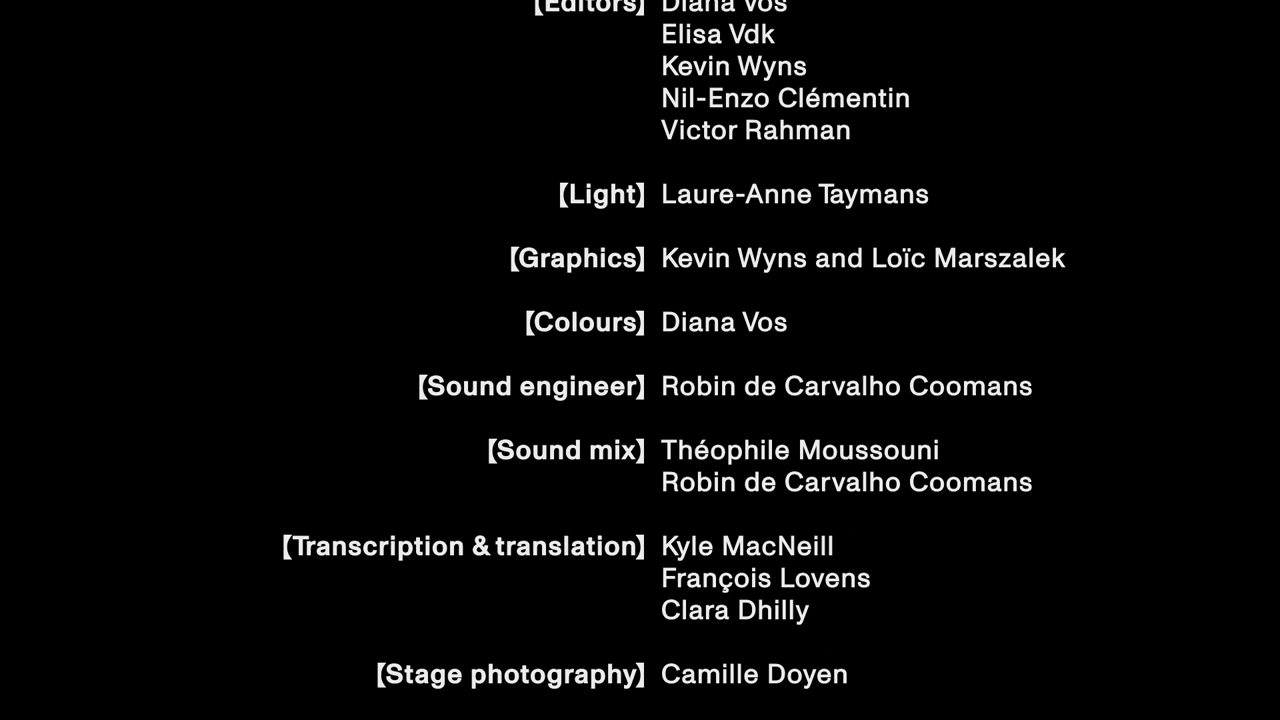 【Editors】 Diana Vos
Elisa Vdk
Kevin Wyns
Nil-Enzo Clémentin
Victor Rahman
【Light】 Laure-Anne Taymans
【Graphics】 Kevin Wyns and Loïc Marszalek
【Colours】 Diana Vos
【Sound engineer】 Robin de Carvalho Coomans
【Sound mix】 Théophile Moussouni
Robin de Carvalho Coomans
【Transcription & translation】 Kyle MacNeill
François Lovens
Clara Dhilly
【Stage photography】 Camille Doyen